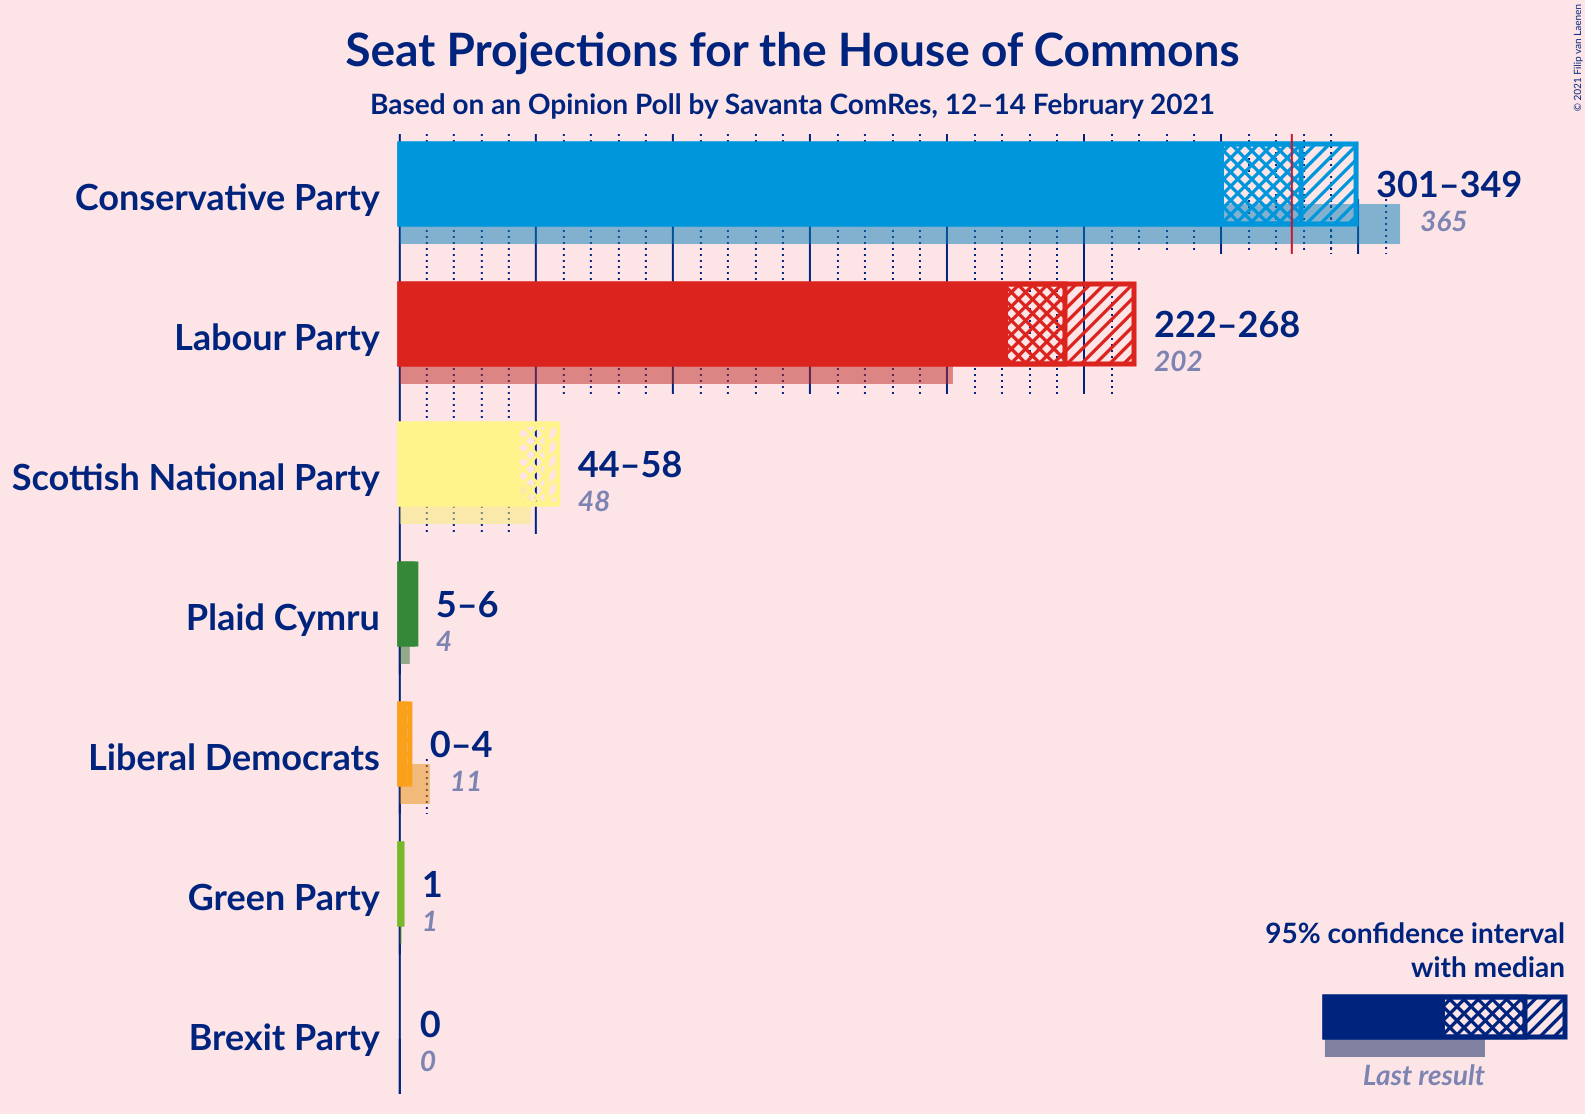 Seat Projections for the House of Commons
Based on an Opinion Poll by Savanta ComRes, 12–14 February 2021
© 2021 Filip van Laenen
Conservative Party
301–349
365
Labour Party
222–268
202
Scottish National Party
44–58
48
Plaid Cymru
5–6
4
Liberal Democrats
0–4
11
Green Party
1
1
Brexit Party
0
0
95% confidence interval
with median
Last result